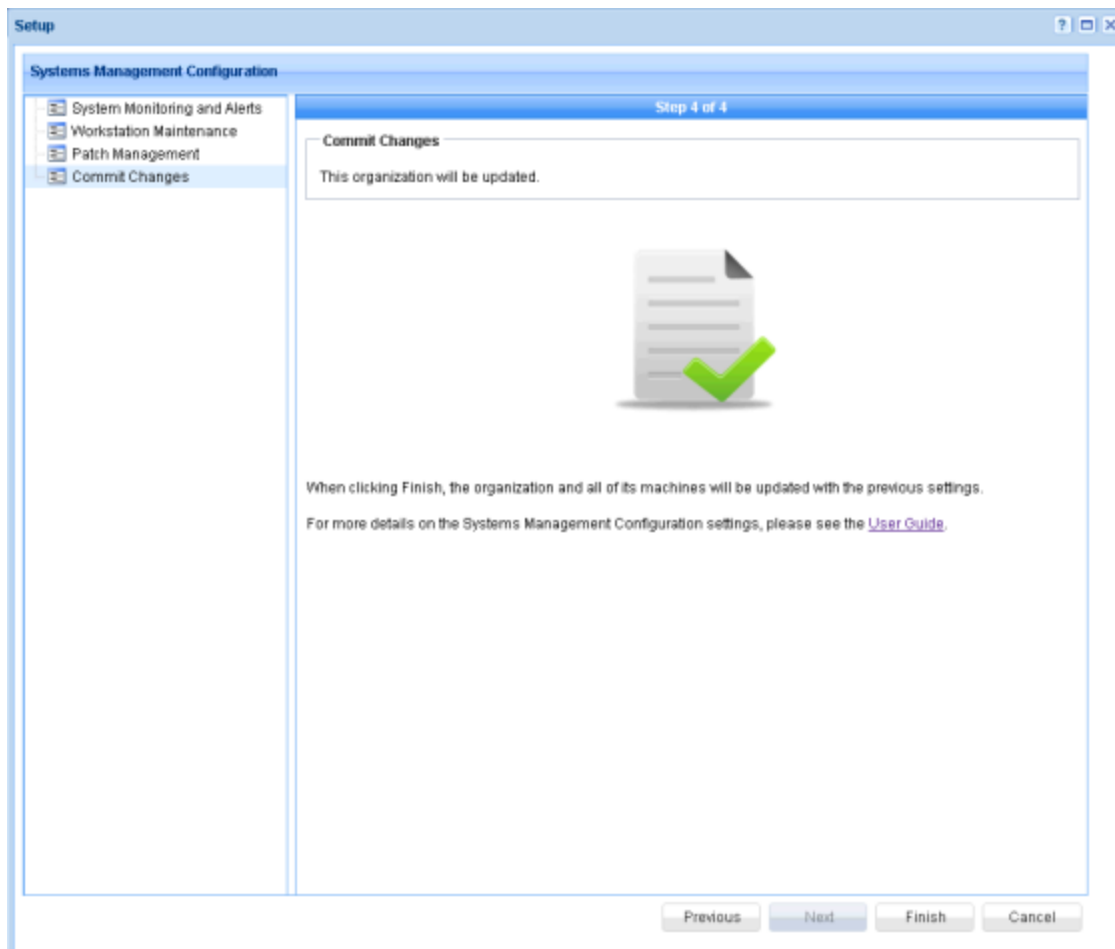 Setup
?
Systems Management Configuration
System Monitoring and Alerts
Workstation Maintenance
Patch Management
Commit Changes
Step 4 of 4
Commit Changes
This organization will be updated.
When clicking Finish, the organization and all of its machines will be updated with the previous settings.
For more details on the Systems Management Configuration settings, please see the User Guide.
Previous
Next
Finish
Cancel